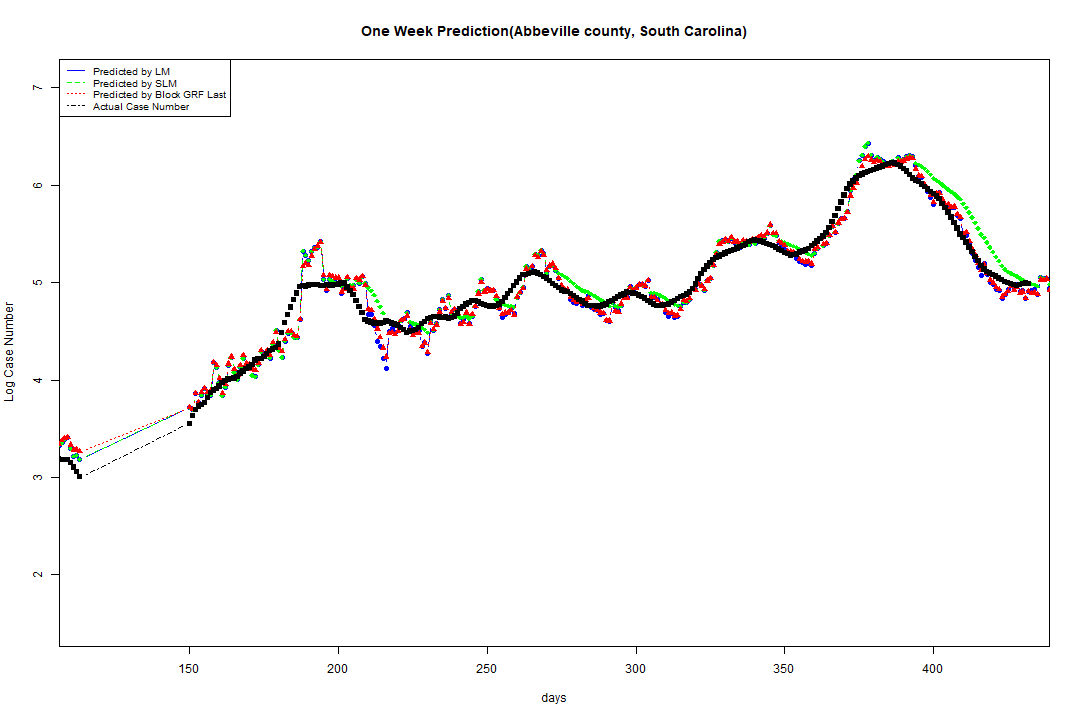 One Week Prediction(Abbeville county, South Carolina)
Predicted by LM
Predicted by SLM
Predicted by Block GRF Last
Actual Case Number
7
6
5
4
3
2
Log Case Number
150 200 250 300 350 400
days